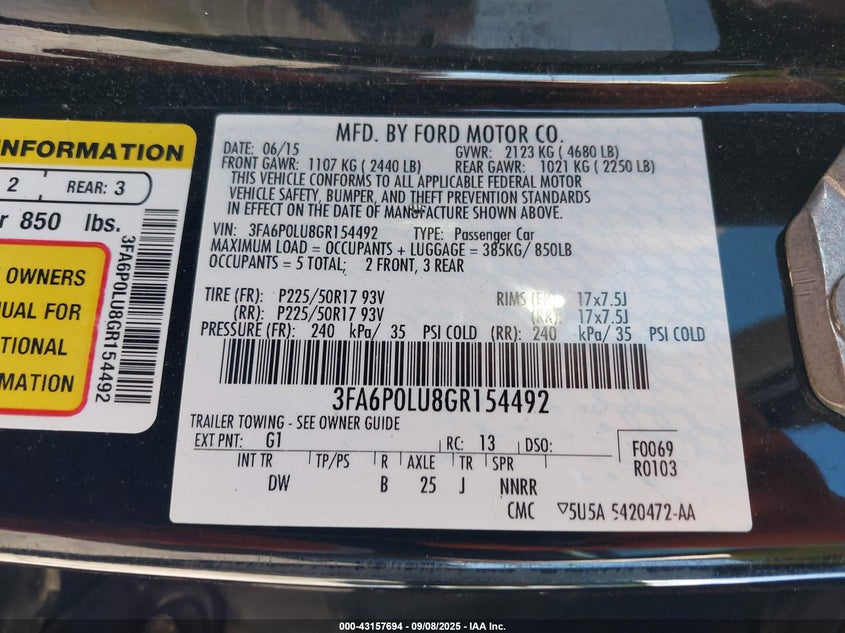 INFORMATION
2 REAR: 3
850 lbs.
OWNERS
FOR
MATION
3FA6P0LU8GR154492
MFD. BY FORD MOTOR CO.
DATE: 06/15 GVWR: 2123 KG ( 4680 LB)
FRONT GAWR: 1107 KG ( 2440 LB) REAR GAWR: 1021 KG ( 2250 LB)
THIS VEHICLE CONFORMS TO ALL APPLICABLE FEDERAL MOTOR
VEHICLE SAFETY, BUMPER, AND THEFT PREVENTION STANDARDS
IN EFFECT ON THE DATE OF MANUFACTURE SHOWN ABOVE.
VIN: 3FA6P0LU8GR154492 TYPE: Passenger Car
MAXIMUM LOAD = OCCUPANTS + LUGGAGE = 385KG/ 850LB
OCCUPANTS = 5 TOTAL; 2 FRONT, 3 REAR
TIRE (FR): P225/50R17 93V RIMS (FR): 17x7.5J
(RR): P225/50R17 93V (RR): 17x7.5J
PRESSURE (FR): 240 kPa/ 35 PSI COLD (RR): 240 kPa/ 35 PSI COLD
3FA6P0LU8GR154492
TRAILER TOWING - SEE OWNER GUIDE
EXT PNT: G1 RC: 13 DSO: F0069
R0103
INT TR TP/PS R AXLE TR SPR
DW B 25 J NNRR
CMC ▽5U5A 5420472-AA
000-43157694 - 09/08/2025 - IAA Inc.